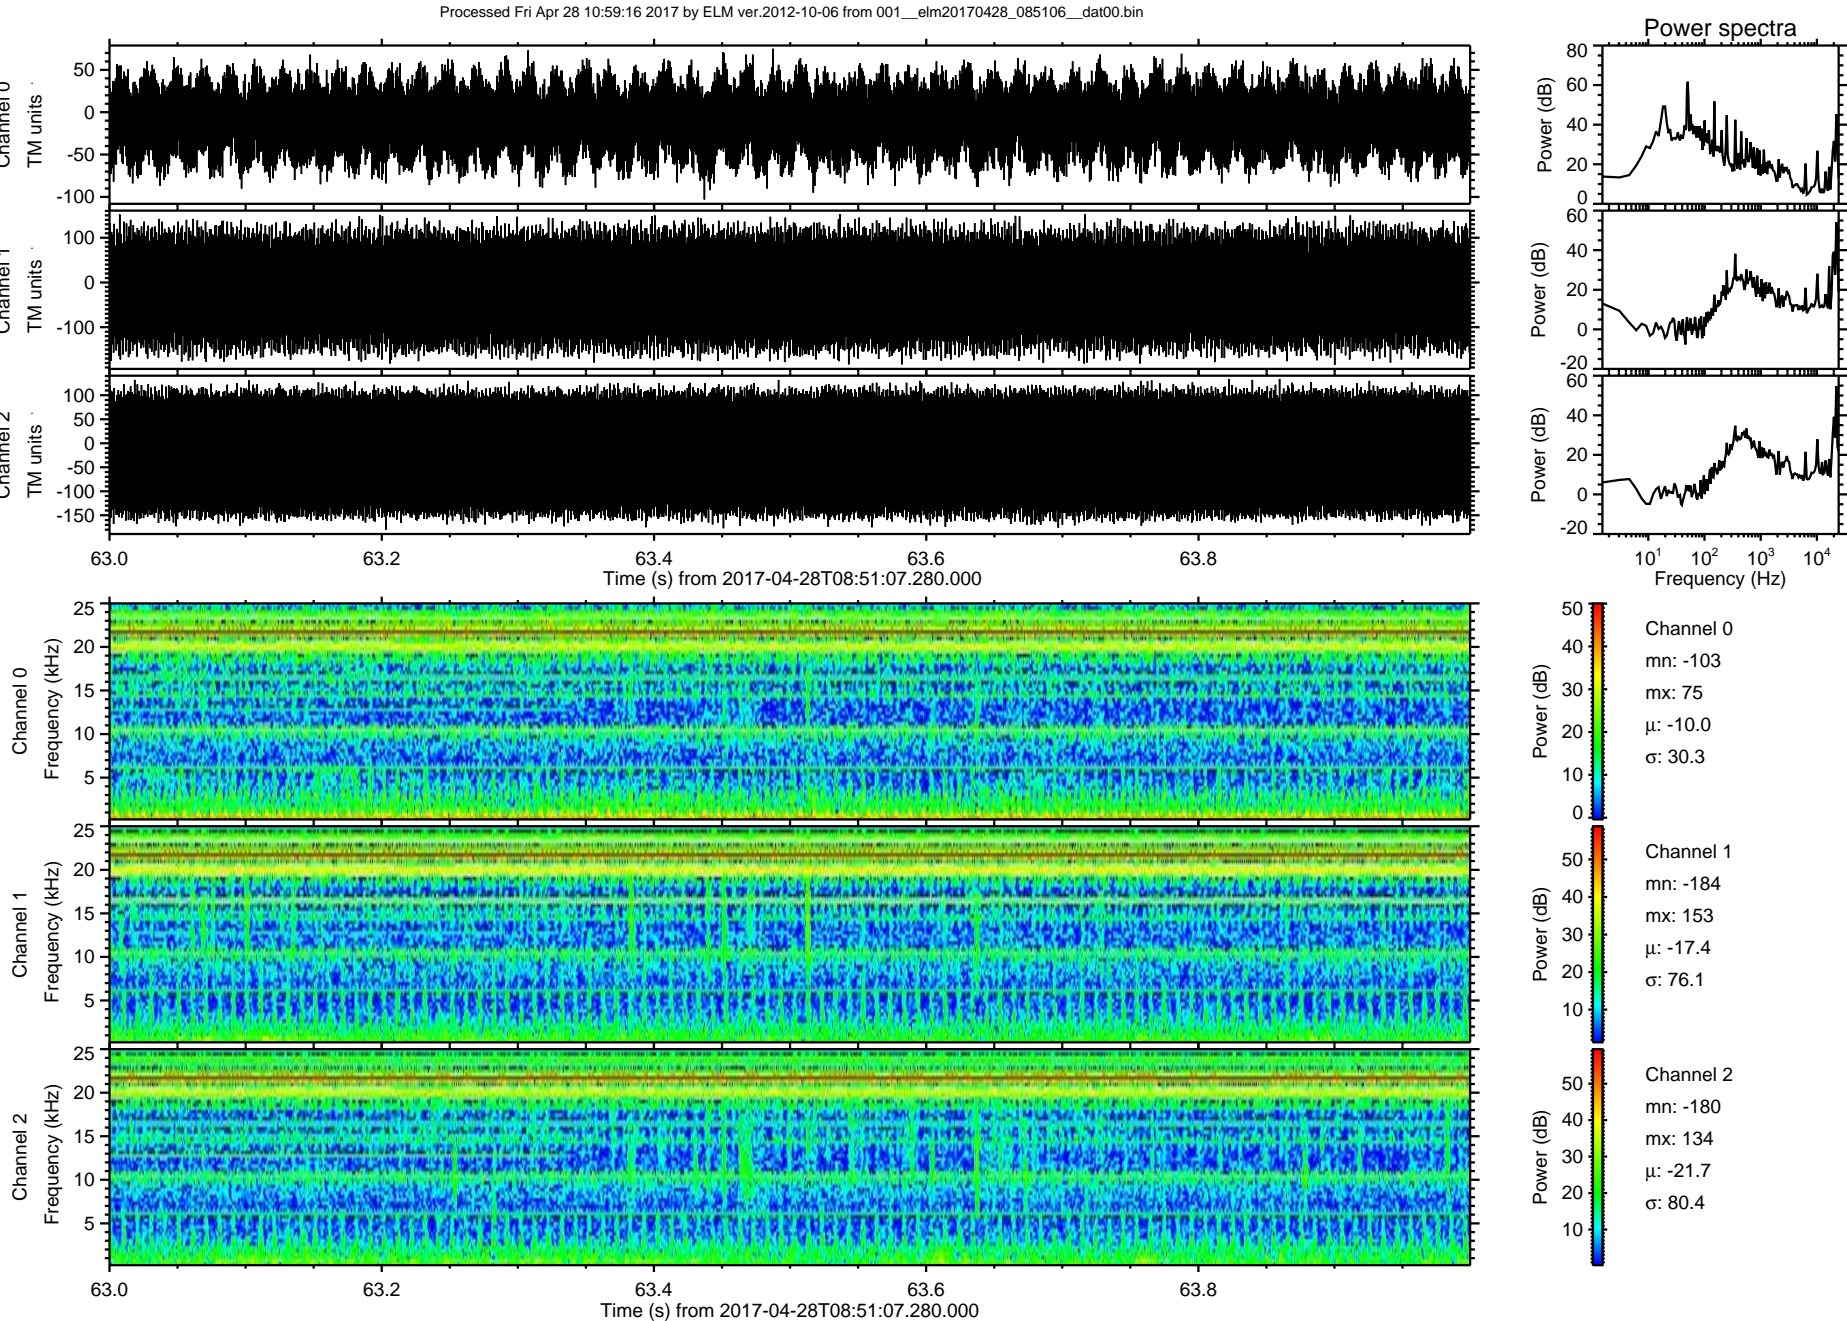 Processed Fri Apr 28 10:59:16 2017 by ELM ver.2012-10-06 from 001__elm20170428_085106__dat00.bin
Power spectra
Channel 0
TM units
50
0
-50
-100
Power (dB)
80
60
40
20
0
Channel 1
TM units
100
0
-100
Power (dB)
60
40
20
0
-20
Channel 2
TM units
100
50
0
-50
-100
-150
Power (dB)
60
40
20
0
-20
63.0 63.2 63.4 63.6 63.8
Time (s) from 2017-04-28T08:51:07.280.000
10¹ 10² 10³ 10⁴
Frequency (Hz)
Channel 0
Frequency (kHz)
25
20
15
10
5
Power (dB)
50
40
30
20
10
0
Channel 0
mn: -103
mx: 75
μ: -10.0
σ: 30.3
Channel 1
Frequency (kHz)
25
20
15
10
5
Power (dB)
50
40
30
20
10
Channel 1
mn: -184
mx: 153
μ: -17.4
σ: 76.1
Channel 2
Frequency (kHz)
25
20
15
10
5
Power (dB)
50
40
30
20
10
Channel 2
mn: -180
mx: 134
μ: -21.7
σ: 80.4
63.0 63.2 63.4 63.6 63.8
Time (s) from 2017-04-28T08:51:07.280.000